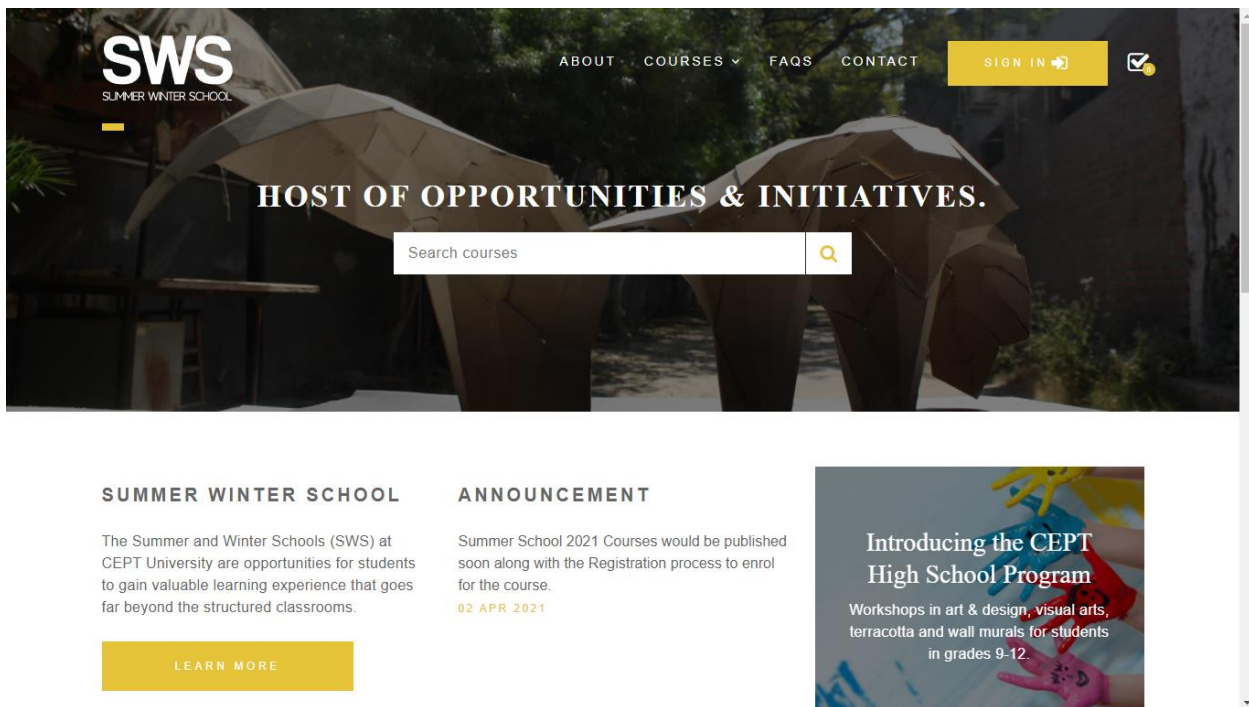 SWS
SUMMER WINTER SCHOOL
ABOUT
COURSES
FAQS
CONTACT
SIGN IN
0
HOST OF OPPORTUNITIES & INITIATIVES.
Search courses
SUMMER WINTER SCHOOL
The Summer and Winter Schools (SWS) at
CEPT University are opportunities for students
to gain valuable learning experience that goes
far beyond the structured classrooms.
LEARN MORE
ANNOUNCEMENT
Summer School 2021 Courses would be published
soon along with the Registration process to enrol
for the course.
02 APR 2021
Introducing the CEPT
High School Program
Workshops in art & design, visual arts,
terracotta and wall murals for students
in grades 9-12.